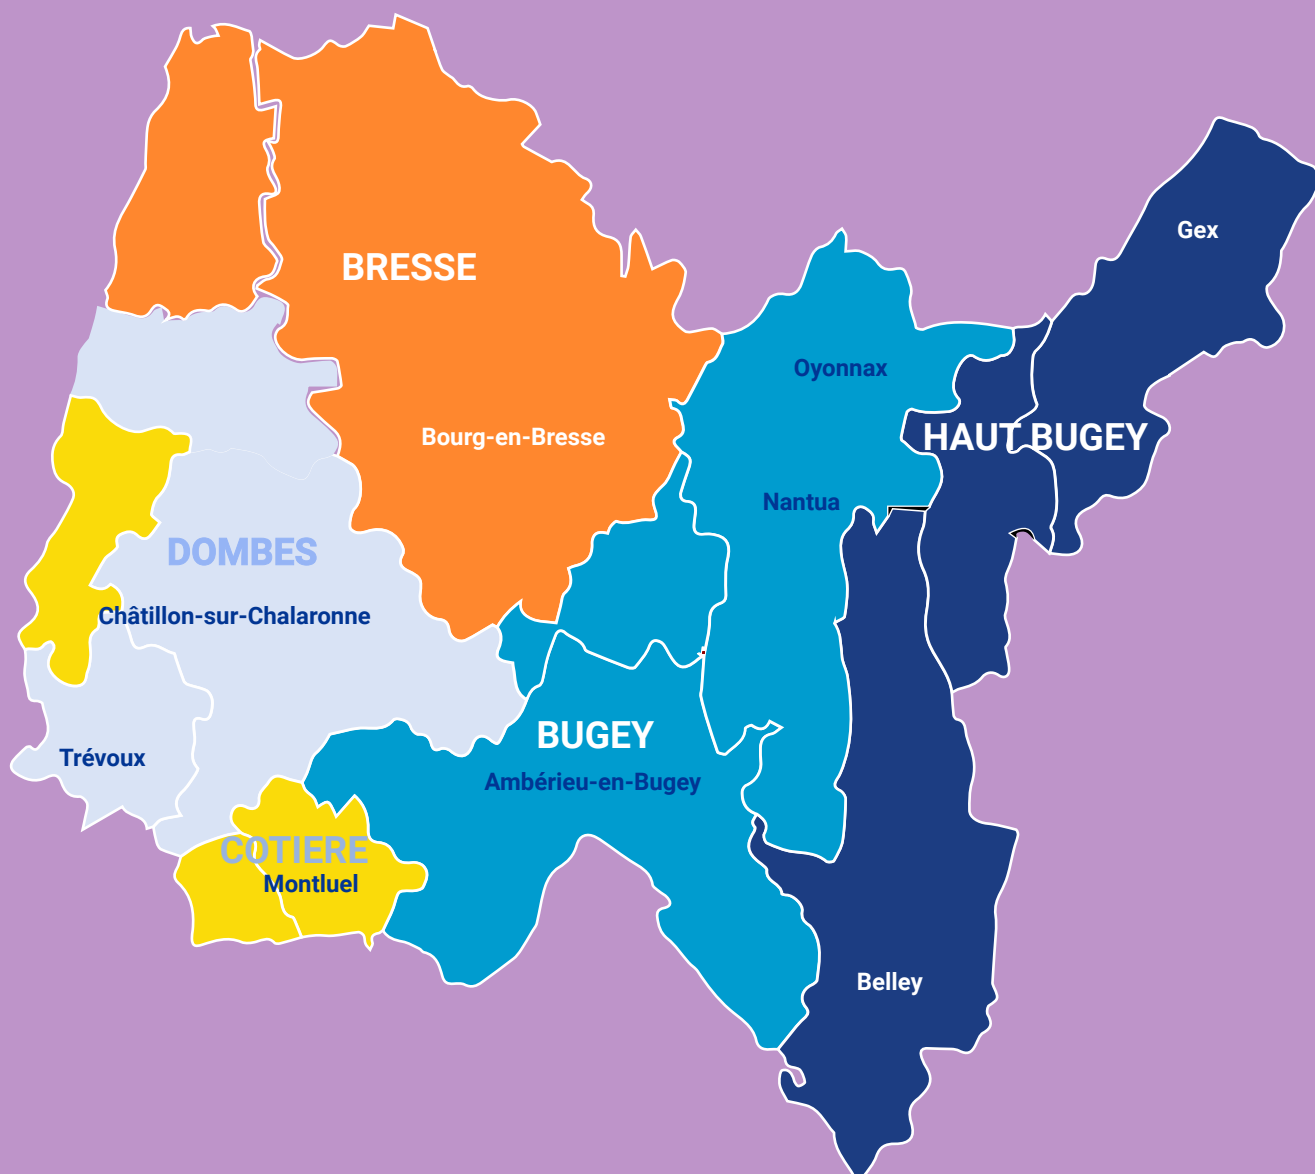 Gex
BRESSE
Oyonnax
Bourg-en-Bresse
HAUT BUGEY
Nantua
DOMBES
Châtillon-sur-Chalaronne
BUGEY
Trévoux
Ambérieu-en-Bugey
COTIERE
Montluel
Belley